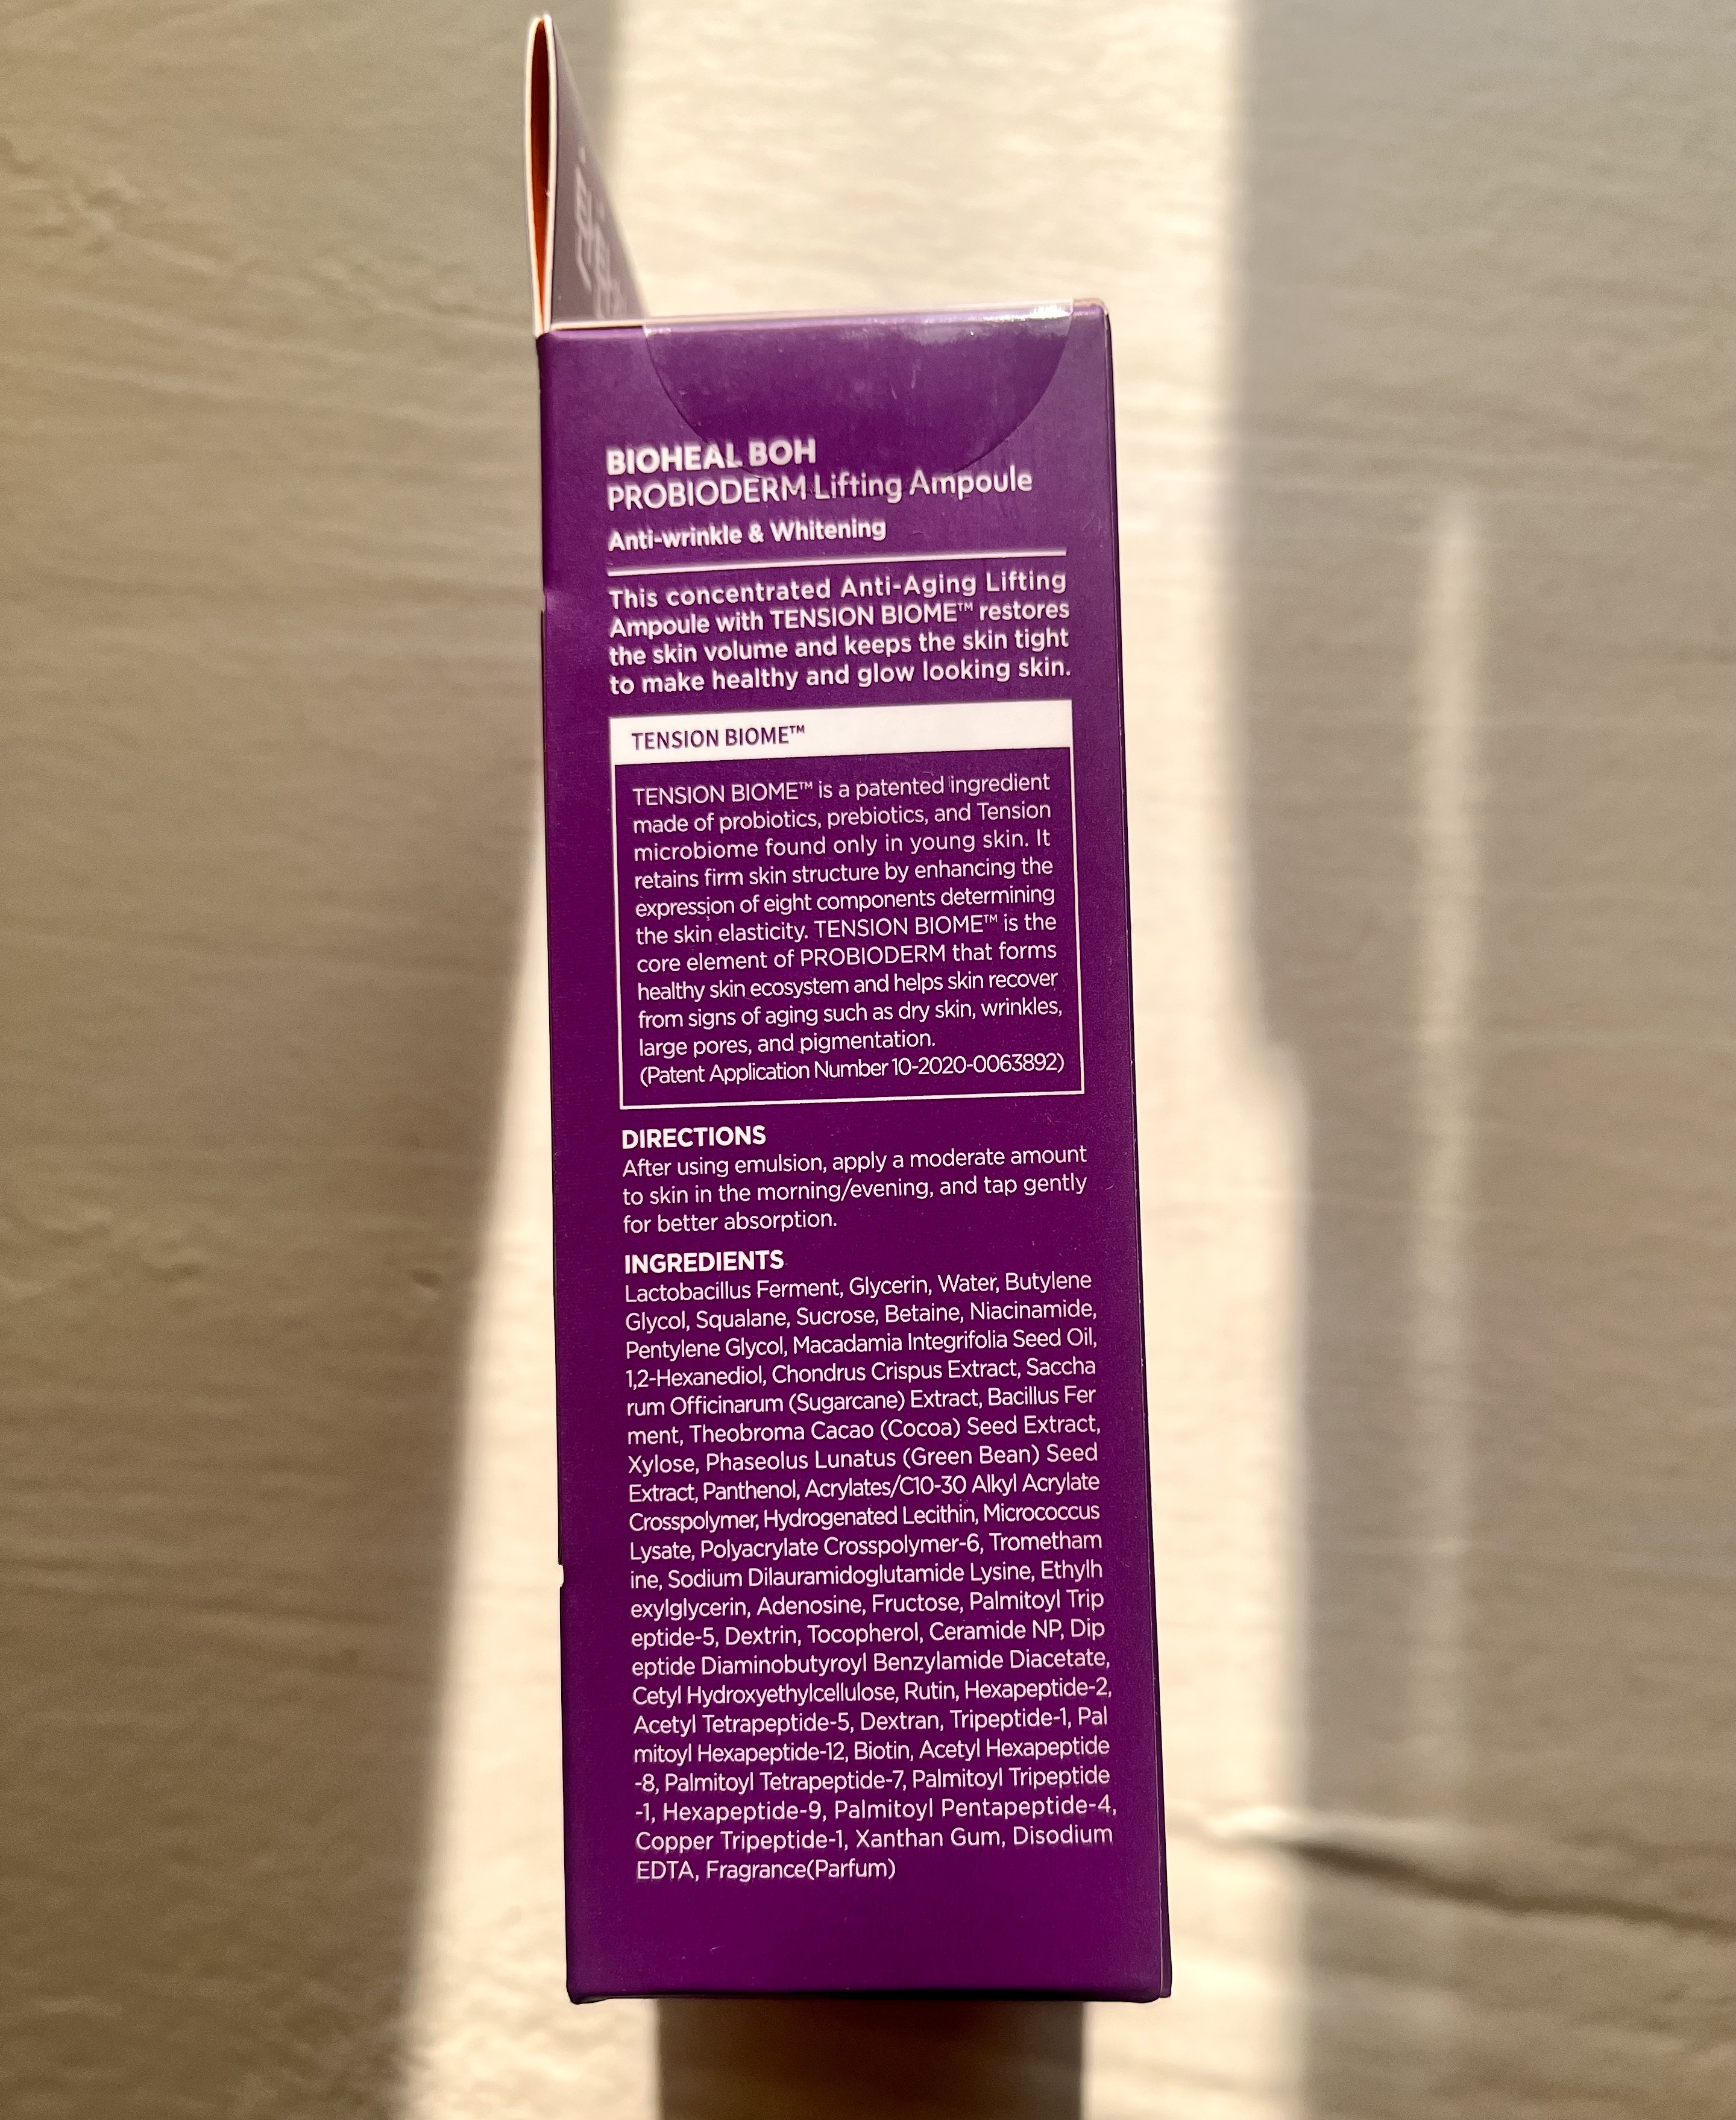 BIOHEAL BOH
PROBIODERM Lifting Ampoule
Anti-wrinkle & Whitening
This concentrated Anti-Aging Lifting
Ampoule with TENSION BIOME™ restores
the skin volume and keeps the skin tight
to make healthy and glow looking skin.
TENSION BIOME™
TENSION BIOME™ is a patented ingredient
made of probiotics, prebiotics, and Tension
microbiome found only in young skin. It
retains firm skin structure by enhancing the
expression of eight components determining
the skin elasticity. TENSION BIOME™ is the
core element of PROBIODERM that forms
healthy skin ecosystem and helps skin recover
from signs of aging such as dry skin, wrinkles,
large pores, and pigmentation.
(Patent Application Number 10-2020-0063892)
DIRECTIONS
After using emulsion, apply a moderate amount
to skin in the morning/evening, and tap gently
for better absorption.
INGREDIENTS
Lactobacillus Ferment, Glycerin, Water, Butylene
Glycol, Squalane, Sucrose, Betaine, Niacinamide,
Pentylene Glycol, Macadamia Integrifolia Seed Oil,
1,2-Hexanediol, Chondrus Crispus Extract, Saccha
rum Officinarum (Sugarcane) Extract, Bacillus Fer
ment, Theobroma Cacao (Cocoa) Seed Extract,
Xylose, Phaseolus Lunatus (Green Bean) Seed
Extract, Panthenol, Acrylates/C10-30 Alkyl Acrylate
Crosspolymer, Hydrogenated Lecithin, Micrococcus
Lysate, Polyacrylate Crosspolymer-6, Trometham
ine, Sodium Dilauramidoglutamide Lysine, Ethylh
exylglycerin, Adenosine, Fructose, Palmitoyl Trip
eptide-5, Dextrin, Tocopherol, Ceramide NP, Dip
eptide Diaminobutyroyl Benzylamide Diacetate,
Cetyl Hydroxyethylcellulose, Rutin, Hexapeptide-2,
Acetyl Tetrapeptide-5, Dextran, Tripeptide-1, Pal
mitoyl Hexapeptide-12, Biotin, Acetyl Hexapeptide
-8, Palmitoyl Tetrapeptide-7, Palmitoyl Tripeptide
-1, Hexapeptide-9, Palmitoyl Pentapeptide-4,
Copper Tripeptide-1, Xanthan Gum, Disodium
EDTA, Fragrance(Parfum)